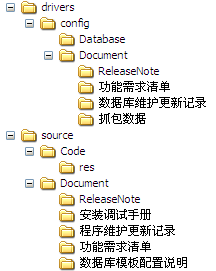 drivers
config
Database
Document
ReleaseNote
功能需求清单
数据库维护更新记录
抓包数据
source
Code
res
Document
ReleaseNote
安装调试手册
程序维护更新记录
功能需求清单
数据库模板配置说明